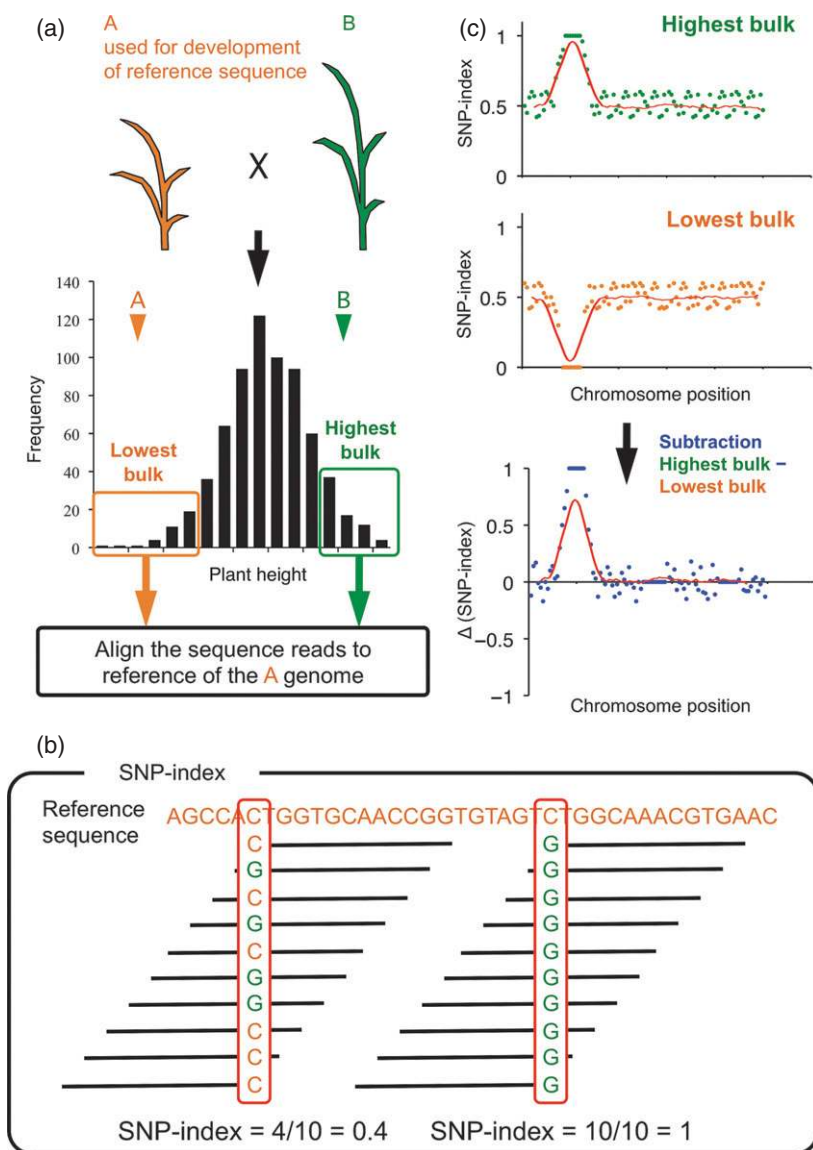 (a)
A
used for development
of reference sequence
B
X
140
120
100
80
60
40
20
0
Frequency
A
B
Lowest
bulk
Highest
bulk
Plant height
Align the sequence reads to
reference of the A genome
(c)
Highest bulk
1
0.5
0
SNP-index
Lowest bulk
1
0.5
0
SNP-index
Chromosome position
Subtraction
Highest bulk –
Lowest bulk
1
0.5
0
−0.5
−1
Δ (SNP-index)
Chromosome position
(b)
SNP-index
Reference
sequence
AGCCACTGGTGCAACCGGTGTAGTCTGGCAAACGTGAAC
C G
G G
C G
G G
C G
G G
G G
C G
C G
C G
SNP-index = 4/10 = 0.4 SNP-index = 10/10 = 1